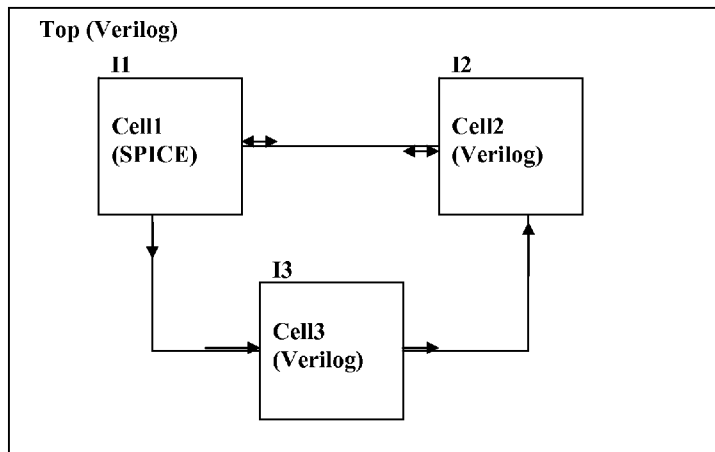 Top (Verilog)
I1
I2
Cell1
(SPICE)
Cell2
(Verilog)
I3
Cell3
(Verilog)